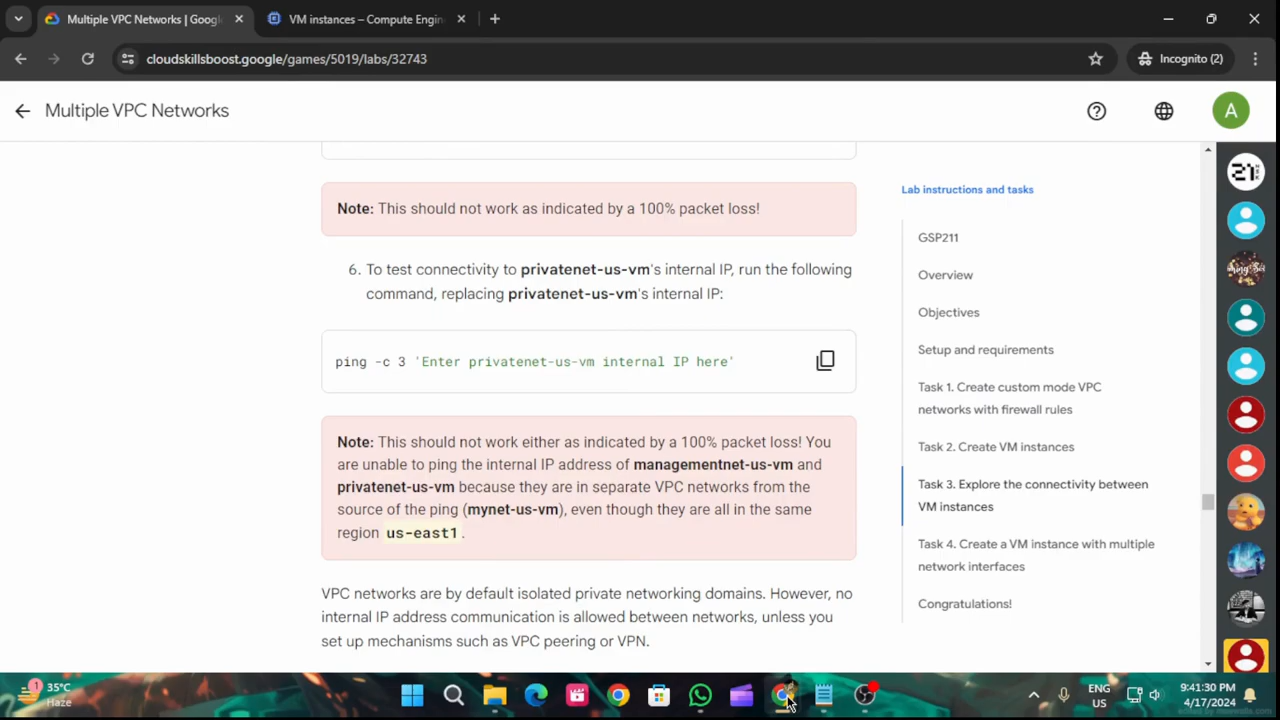 Multiple VPC Networks | Googl
VM instances – Compute Engin
cloudskillsboost.google/games/5019/labs/32743
Incognito (2)
Multiple VPC Networks
A
Note: This should not work as indicated by a 100% packet loss!
6. To test connectivity to privatenet-us-vm's internal IP, run the following
command, replacing privatenet-us-vm's internal IP:
ping -c 3 'Enter privatenet-us-vm internal IP here'
Note: This should not work either as indicated by a 100% packet loss! You
are unable to ping the internal IP address of managementnet-us-vm and
privatenet-us-vm because they are in separate VPC networks from the
source of the ping (mynet-us-vm), even though they are all in the same
region us-east1.
VPC networks are by default isolated private networking domains. However, no
internal IP address communication is allowed between networks, unless you
set up mechanisms such as VPC peering or VPN.
Lab instructions and tasks
GSP211
Overview
Objectives
Setup and requirements
Task 1. Create custom mode VPC
networks with firewall rules
Task 2. Create VM instances
Task 3. Explore the connectivity between
VM instances
Task 4. Create a VM instance with multiple
network interfaces
Congratulations!
1
35°C
Haze
ENG
US
9:41:30 PM
4/17/2024